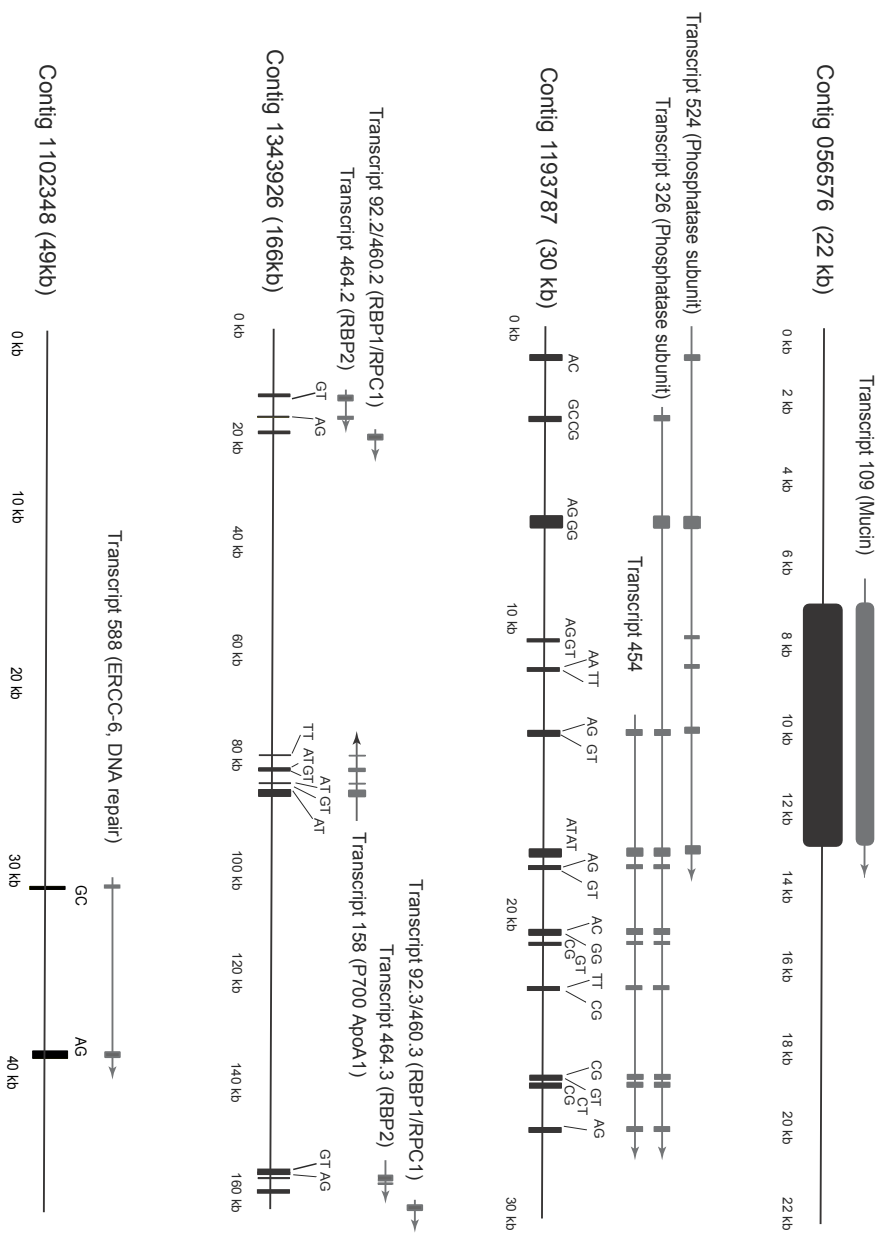 Transcript 109 (Mucin)
Contig 056576 (22 kb)
0 kb 2 kb 4 kb 6 kb 8 kb 10 kb 12 kb 14 kb 16 kb 18 kb 20 kb 22 kb
Transcript 524 (Phosphatase subunit)
Transcript 326 (Phosphatase subunit)
Transcript 454
AC GCCG AG GG AG GT AA TT AG GT ATAT AG GT AC GG CG GT TT CG CG GT CG CT AG
Contig 1193787 (30 kb)
0 kb 10 kb 20 kb 30 kb
Transcript 92.3/460.3 (RBP1/RPC1)
Transcript 464.3 (RBP2)
Transcript 92.2/460.2 (RBP1/RPC1)
Transcript 464.2 (RBP2)
Transcript 158 (P700 ApoA1)
GT AG TT AT GT AT GT AT GT AG
Contig 1343926 (166kb)
0 kb 20 kb 40 kb 60 kb 80 kb 100 kb 120 kb 140 kb 160 kb
Transcript 588 (ERCC-6, DNA repair)
GC AG
Contig 1102348 (49kb)
0 kb 10 kb 20 kb 30 kb 40 kb